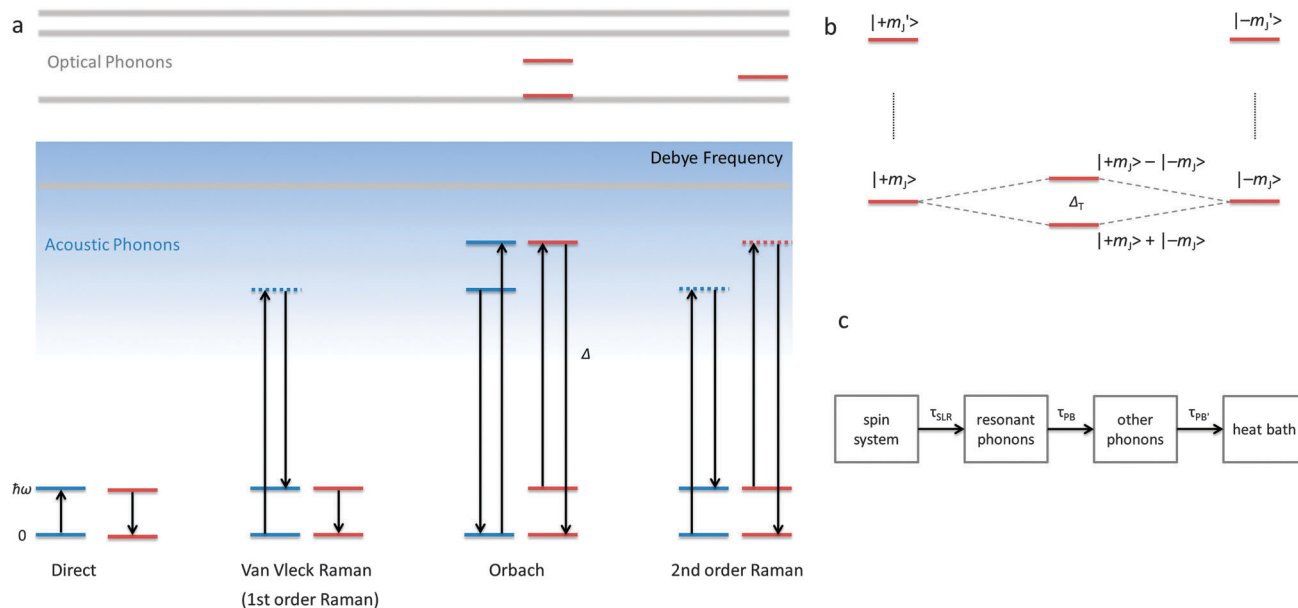 a
Optical Phonons
Debye Frequency
Acoustic Phonons
Δ
ħω
0
Direct
Van Vleck Raman
(1st order Raman)
Orbach
2nd order Raman
b
|+mJ'>
|−mJ'>
|+mJ>
|+mJ> − |−mJ>
|−mJ>
ΔT
|+mJ> + |−mJ>
c
spin
system
τSLR
resonant
phonons
τPB
other
phonons
τPB'
heat bath